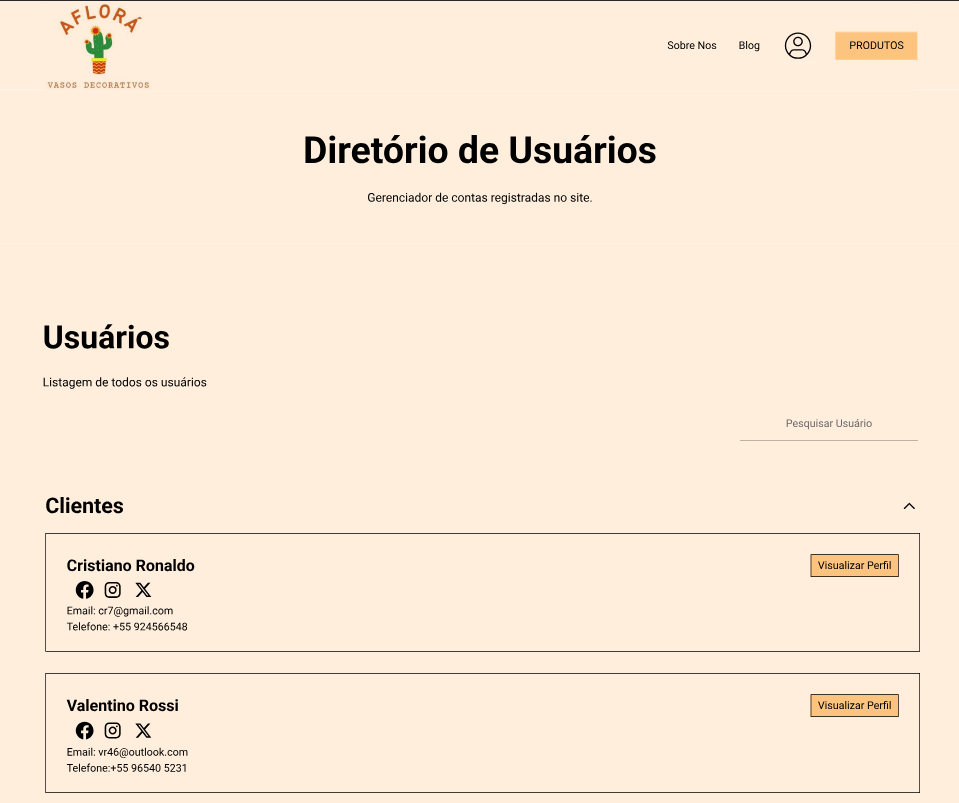 AFLORÁ
VASOS DECORATIVOS
Sobre Nos
Blog
PRODUTOS
Diretório de Usuários
Gerenciador de contas registradas no site.
Usuários
Listagem de todos os usuários
Pesquisar Usuário
Clientes
Cristiano Ronaldo
Visualizar Perfil
Email: cr7@gmail.com
Telefone: +55 924566548
Valentino Rossi
Visualizar Perfil
Email: vr46@outlook.com
Telefone:+55 96540 5231